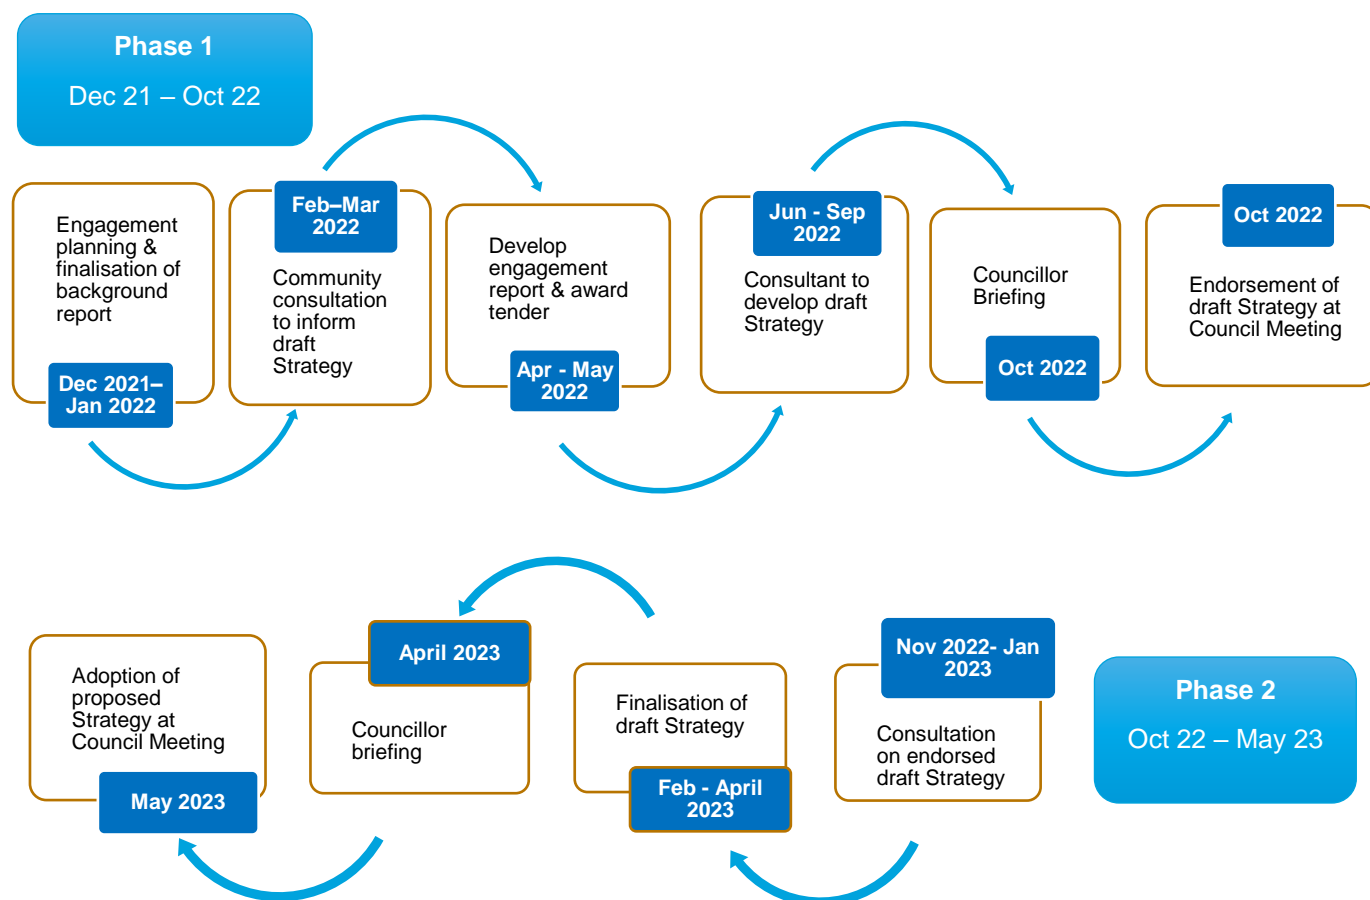 Phase 1
Dec 21 – Oct 22
Engagement
planning &
finalisation of
background
report
Dec 2021–
Jan 2022
Feb–Mar
2022
Community
consultation
to inform
draft
Strategy
Develop
engagement
report & award
tender
Apr - May
2022
Jun - Sep
2022
Consultant to
develop draft
Strategy
Councillor
Briefing
Oct 2022
Oct 2022
Endorsement of
draft Strategy at
Council Meeting
Phase 2
Oct 22 – May 23
Nov 2022- Jan
2023
Consultation
on endorsed
draft Strategy
Finalisation of
draft Strategy
Feb - April
2023
April 2023
Councillor
briefing
Adoption of
proposed
Strategy at
Council Meeting
May 2023